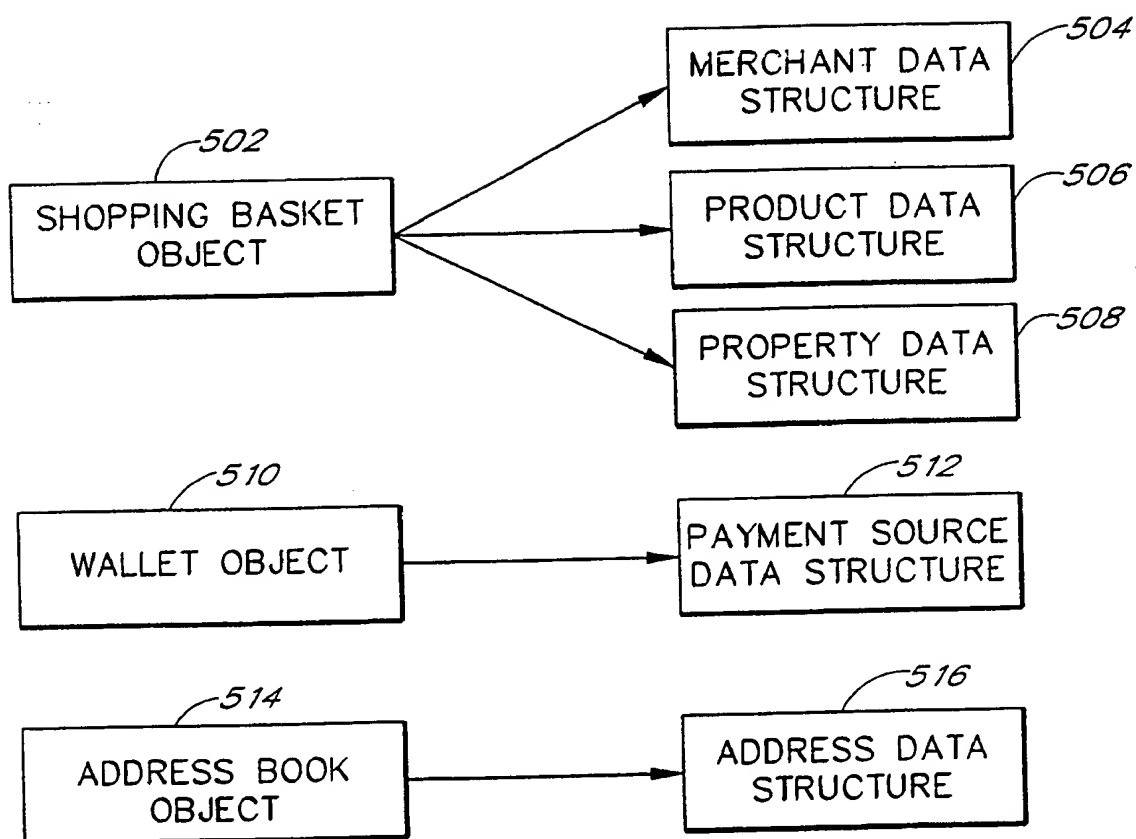 502
SHOPPING BASKET
OBJECT
504
MERCHANT DATA
STRUCTURE
506
PRODUCT DATA
STRUCTURE
508
PROPERTY DATA
STRUCTURE
510
WALLET OBJECT
512
PAYMENT SOURCE
DATA STRUCTURE
514
ADDRESS BOOK
OBJECT
516
ADDRESS DATA
STRUCTURE